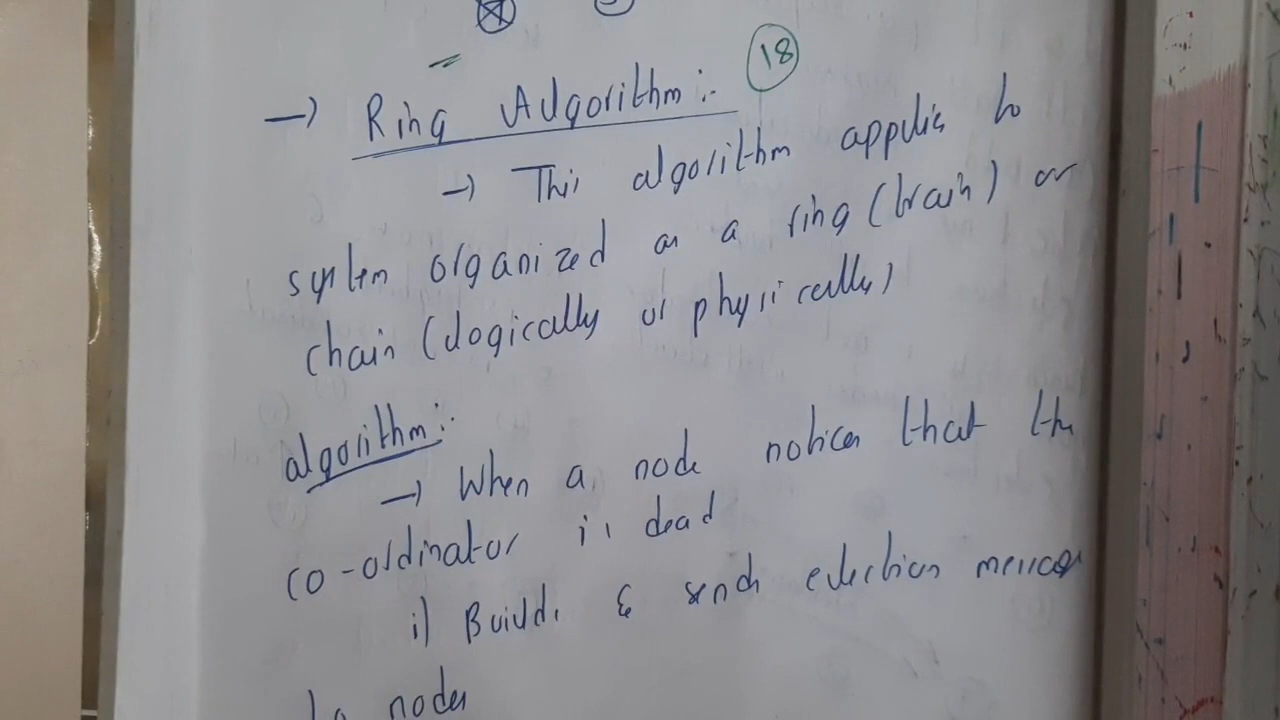 18
→ Ring Algorithm :-
→ This algorithm applies to
system organized as a ring (brain) or
chain (logically or physically)
algorithm :-
→ When a node notices that the
co-ordinator is dead
i) Builds & sends election message
to nodes